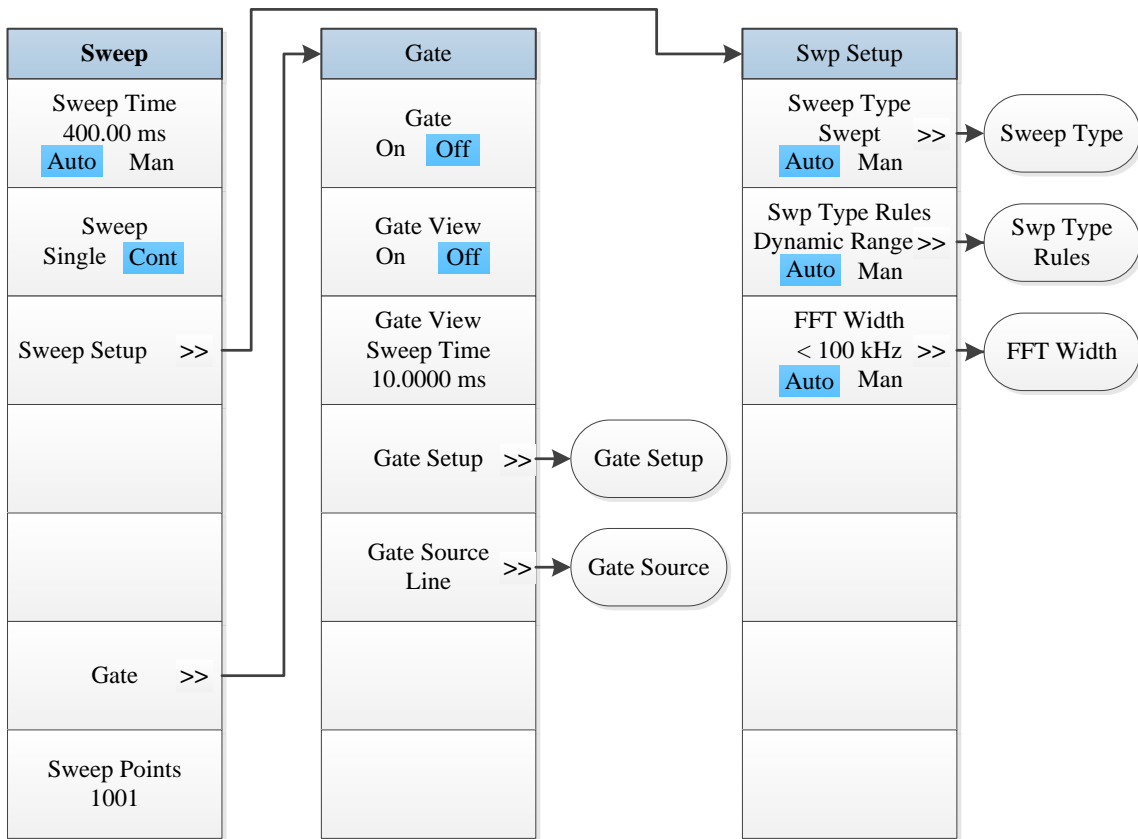 Sweep
Sweep Time
400.00 ms
Auto Man
Sweep
Single Cont
Sweep Setup >>
Gate >>
Sweep Points
1001
Gate
Gate
On Off
Gate View
On Off
Gate View
Sweep Time
10.0000 ms
Gate Setup >>
Gate Setup
Gate Source
Line >>
Gate Source
Swp Setup
Sweep Type
Swept >>
Auto Man
Sweep Type
Swp Type Rules
Dynamic Range >>
Auto Man
Swp Type
Rules
FFT Width
< 100 kHz >>
Auto Man
FFT Width